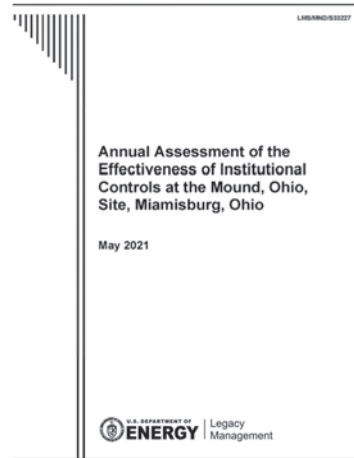 LMS/MND/S33227
Annual Assessment of the
Effectiveness of Institutional
Controls at the Mound, Ohio,
Site, Miamisburg, Ohio
May 2021
U.S. DEPARTMENT OF
ENERGY
Legacy
Management